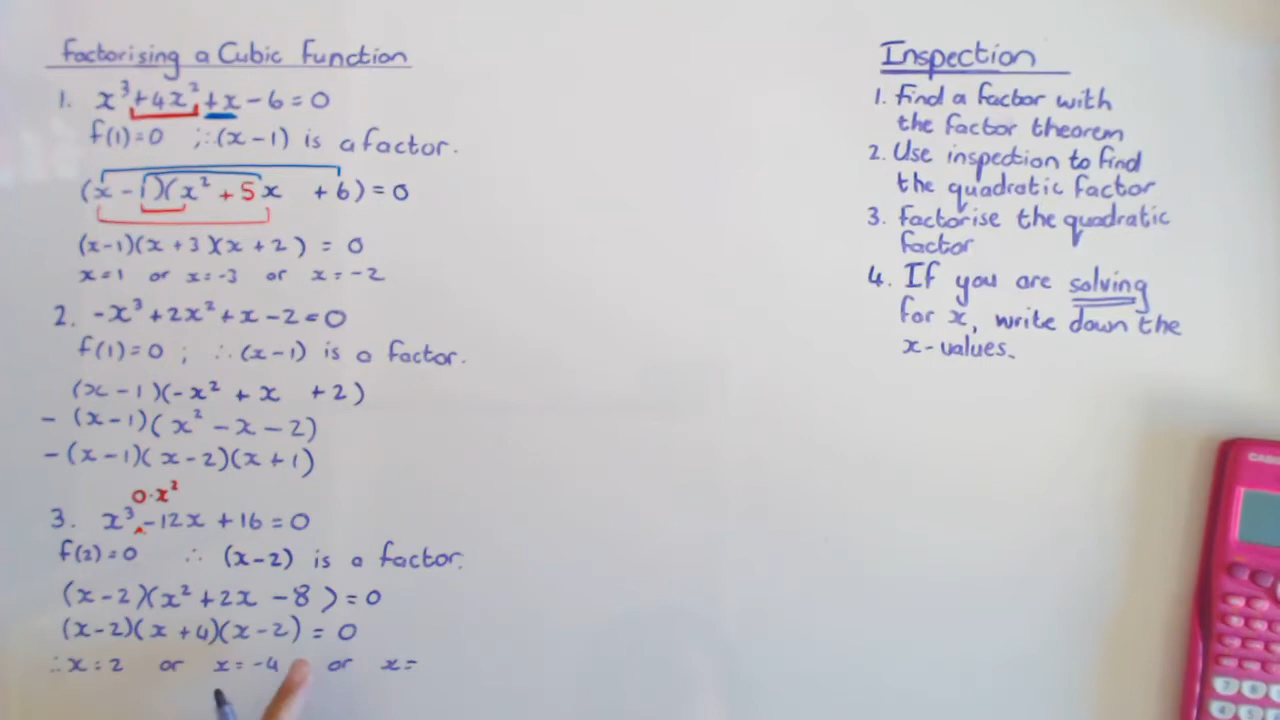 Factorising a Cubic Function
1. x³ + 4x² + x - 6 = 0
f(1) = 0 ; ∴ (x - 1) is a factor.
(x - 1)(x² + 5x + 6) = 0
(x-1)(x + 3)(x + 2) = 0
x = 1 or x = -3 or x = -2
2. -x³ + 2x² + x - 2 = 0
f(1) = 0 ; ∴ (x - 1) is a factor.
(x - 1)(-x² + x + 2)
- (x - 1)(x² - x - 2)
- (x - 1)(x - 2)(x + 1)
0·x²
3. x³ - 12x + 16 = 0
f(2) = 0 ∴ (x - 2) is a factor.
(x - 2)(x² + 2x - 8) = 0
(x - 2)(x + 4)(x - 2) = 0
∴ x = 2 or x = -4 or x =
Inspection
1. Find a factor with
the factor theorem
2. Use inspection to find
the quadratic factor
3. Factorise the quadratic
factor
4. If you are solving
for x, write down the
x-values.
7 8
4 5